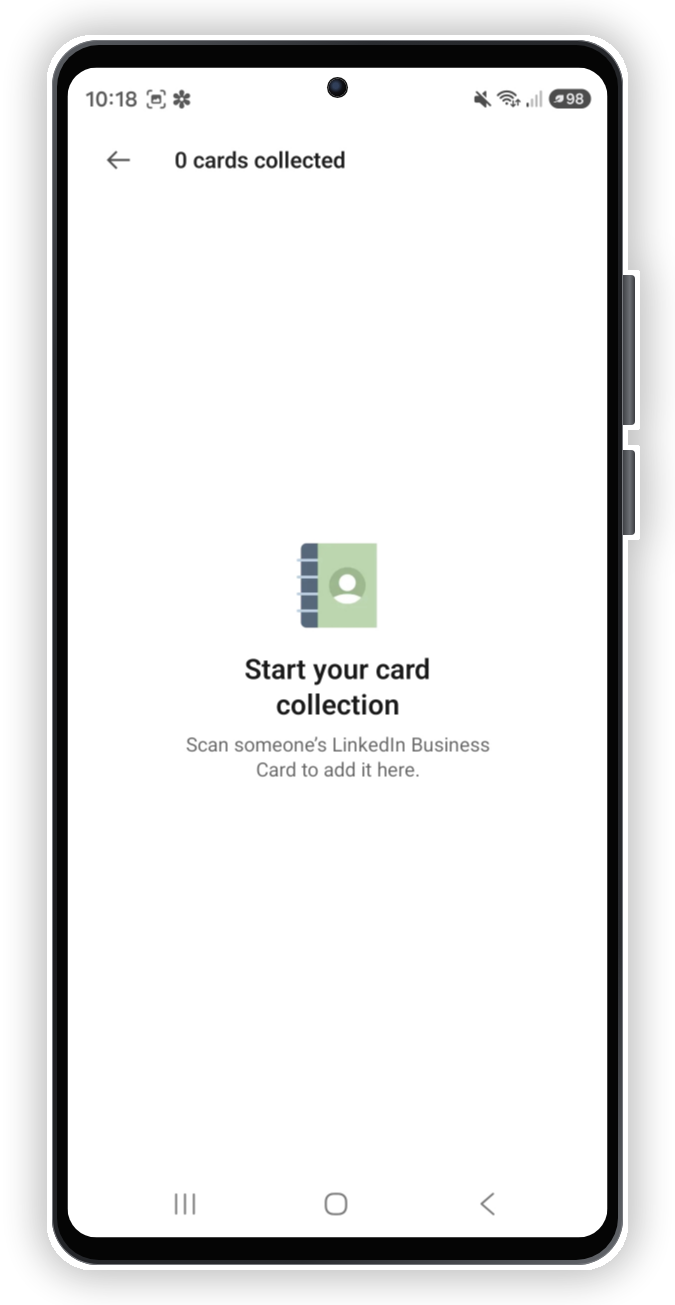 10:18 98
0 cards collected
Start your card
collection
Scan someone’s LinkedIn Business
Card to add it here.